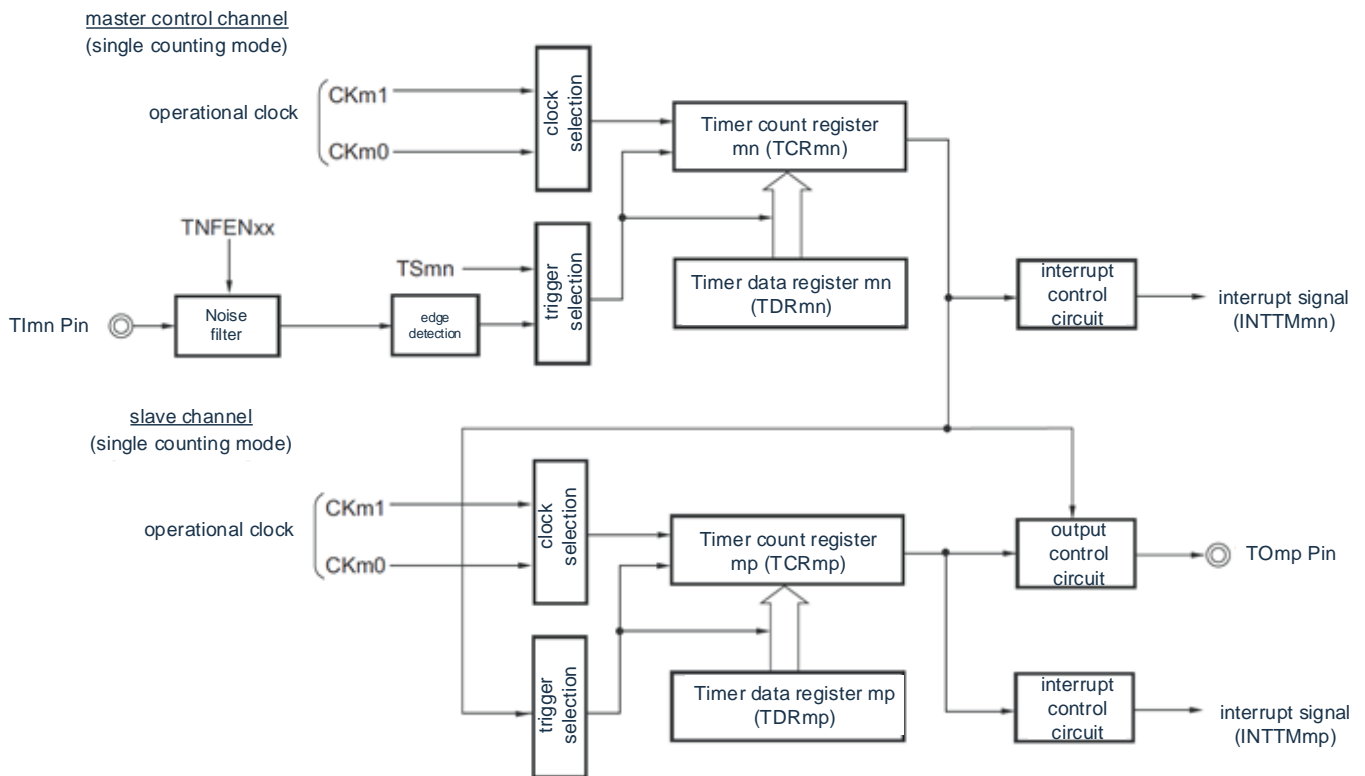 master control channel
(single counting mode)
operational clock
CKm1
CKm0
clock
selection
Timer count register
mn (TCRmn)
TNFENxx
TSmn
trigger
selection
Timer data register mn
(TDRmn)
interrupt
control
circuit
interrupt signal
(INTTMmn)
TImn Pin
Noise
filter
edge
detection
slave channel
(single counting mode)
operational clock
CKm1
CKm0
clock
selection
Timer count register
mp (TCRmp)
output
control
circuit
TOmp Pin
trigger
selection
Timer data register mp
(TDRmp)
interrupt
control
circuit
interrupt signal
(INTTMmp)